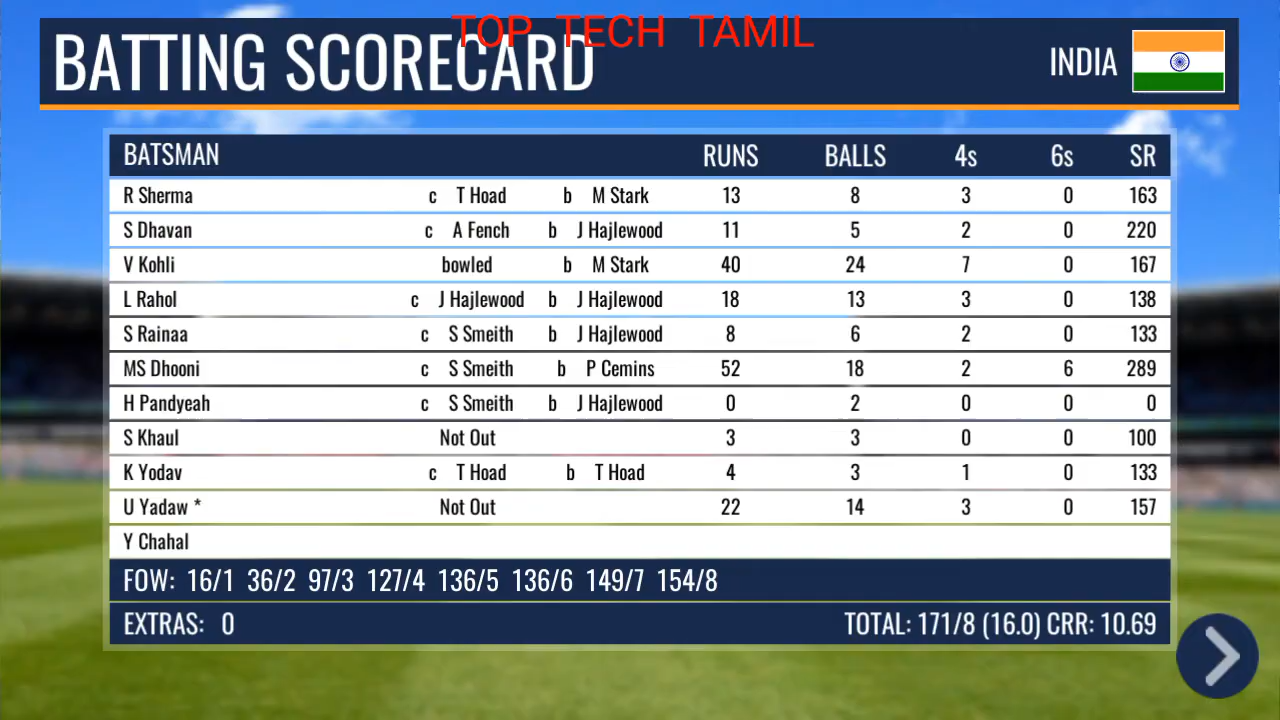 TOP TECH TAMIL
BATTING SCORECARD INDIA
BATSMAN RUNS BALLS 4s 6s SR
R Sherma c T Hoad b M Stark 13 8 3 0 163
S Dhavan c A Fench b J Hajlewood 11 5 2 0 220
V Kohli bowled b M Stark 40 24 7 0 167
L Rahol c J Hajlewood b J Hajlewood 18 13 3 0 138
S Rainaa c S Smeith b J Hajlewood 8 6 2 0 133
MS Dhooni c S Smeith b P Cemins 52 18 2 6 289
H Pandyeah c S Smeith b J Hajlewood 0 2 0 0 0
S Khaul Not Out 3 3 0 0 100
K Yodav c T Hoad b T Hoad 4 3 1 0 133
U Yadaw * Not Out 22 14 3 0 157
Y Chahal
FOW: 16/1 36/2 97/3 127/4 136/5 136/6 149/7 154/8
EXTRAS: 0 TOTAL: 171/8 (16.0) CRR: 10.69